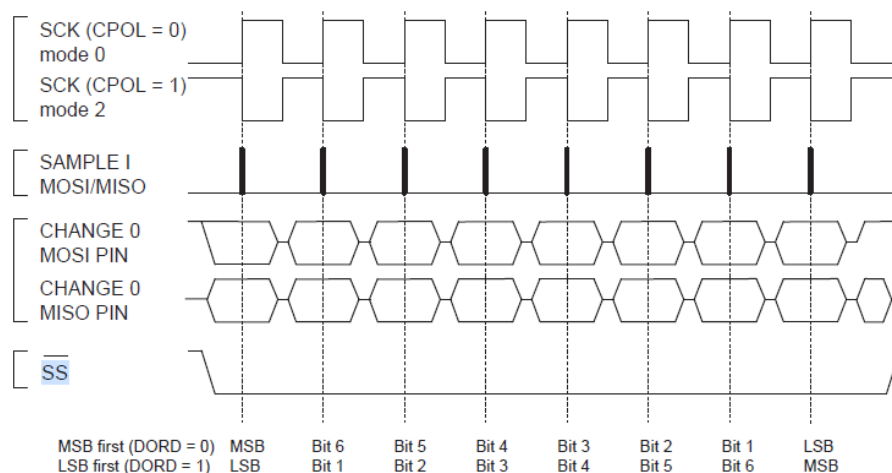 SCK (CPOL = 0)
mode 0
SCK (CPOL = 1)
mode 2
SAMPLE I
MOSI/MISO
CHANGE 0
MOSI PIN
CHANGE 0
MISO PIN
SS
MSB first (DORD = 0) MSB Bit 6 Bit 5 Bit 4 Bit 3 Bit 2 Bit 1 LSB
LSB first (DORD = 1) LSB Bit 1 Bit 2 Bit 3 Bit 4 Bit 5 Bit 6 MSB